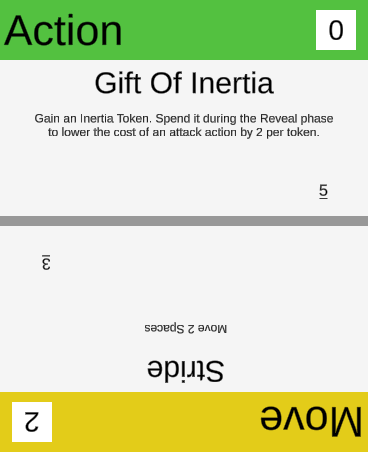 Action
0
Gift Of Inertia
Gain an Inertia Token. Spend it during the Reveal phase
to lower the cost of an attack action by 2 per token.
5
Move
2
Stride
Move 2 Spaces
3